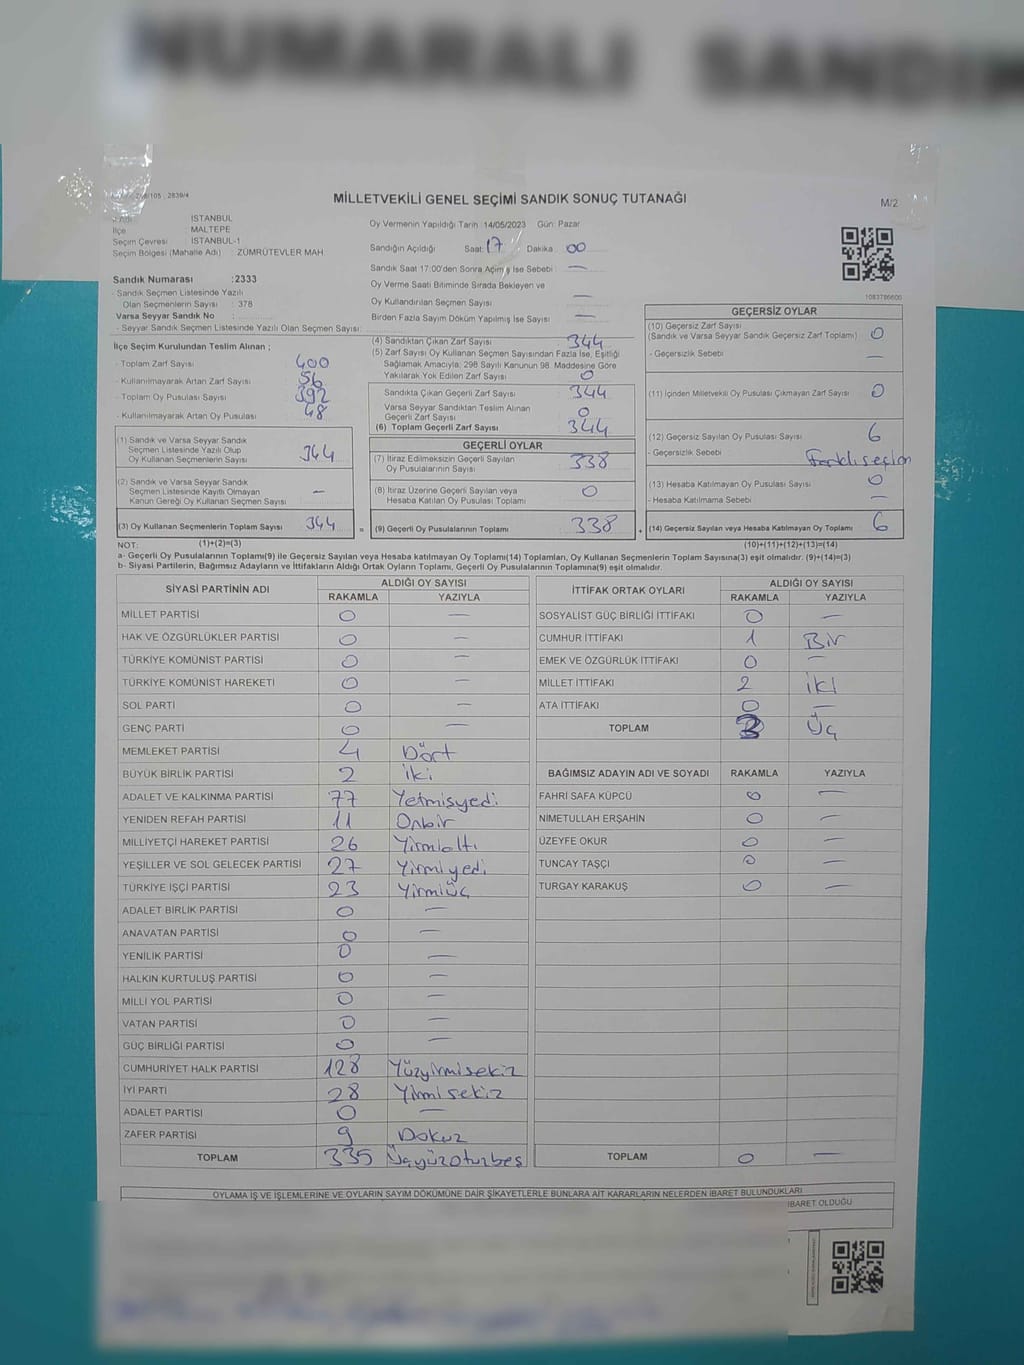 NUMARALI SANDIK
2839/4
MİLLETVEKİLİ GENEL SEÇİMİ SANDIK SONUÇ TUTANAĞI
M/2
İSTANBUL
İlçe MALTEPE
Seçim Çevresi : İSTANBUL-1
Seçim Bölgesi (Mahalle Adı) : ZÜMRÜTEVLER MAH
Sandık Numarası :2333
- Sandık Seçmen Listesinde Yazılı
Olan Seçmenlerin Sayısı : 378
Varsa Seyyar Sandık No :
- Seyyar Sandık Seçmen Listesinde Yazılı Olan Seçmen Sayısı:
Oy Vermenin Yapıldığı Tarih :14/05/2023 Gün: Pazar
Sandığın Açıldığı Saat: 17 Dakika : 00
Sandık Saat 17:00'den Sonra Açılmış İse Sebebi : —
Oy Verme Saati Bitiminde Sırada Bekleyen ve
Oy Kullandırılan Seçmen Sayısı : —
Birden Fazla Sayım Döküm Yapılmış İse Sayısı : —
1083786600
İlçe Seçim Kurulundan Teslim Alınan ;
- Toplam Zarf Sayısı : 400
- Kullanılmayarak Artan Zarf Sayısı : 56
- Toplam Oy Pusulası Sayısı : 392
- Kullanılmayarak Artan Oy Pusulası : 48
(1) Sandık ve Varsa Seyyar Sandık
Seçmen Listesinde Yazılı Olup
Oy Kullanan Seçmenlerin Sayısı : 344
(2) Sandık ve Varsa Seyyar Sandık
Seçmen Listesinde Kayıtlı Olmayan
Kanun Gereği Oy Kullanan Seçmen Sayısı : —
(3) Oy Kullanan Seçmenlerin Toplam Sayısı : 344
(4) Sandıktan Çıkan Zarf Sayısı : 344
(5) Zarf Sayısı Oy Kullanan Seçmen Sayısından Fazla İse, Eşitliği
Sağlamak Amacıyla; 298 Sayılı Kanunun 98. Maddesine Göre
Yakılarak Yok Edilen Zarf Sayısı : 0
Sandıkta Çıkan Geçerli Zarf Sayısı : 344
Varsa Seyyar Sandıktan Teslim Alınan
Geçerli Zarf Sayısı : 0
(6) Toplam Geçerli Zarf Sayısı : 344
GEÇERLİ OYLAR
(7) İtiraz Edilmeksizin Geçerli Sayılan
Oy Pusulalarının Sayısı : 338
(8) İtiraz Üzerine Geçerli Sayılan veya
Hesaba Katılan Oy Pusulası Toplamı : 0
= (9) Geçerli Oy Pusulalarının Toplamı : 338 +
GEÇERSİZ OYLAR
(10) Geçersiz Zarf Sayısı
(Sandık ve Varsa Seyyar Sandık Geçersiz Zarf Toplamı) : 0
- Geçersizlik Sebebi : —
(11) İçinden Milletvekili Oy Pusulası Çıkmayan Zarf Sayısı : 0
(12) Geçersiz Sayılan Oy Pusulası Sayısı : 6
- Geçersizlik Sebebi : Farklı seçim
(13) Hesaba Katılmayan Oy Pusulası Sayısı : 0
- Hesaba Katılmama Sebebi : —
(14) Geçersiz Sayılan veya Hesaba Katılmayan Oy Toplamı : 6
NOT: (1)+(2)=(3) (10)+(11)+(12)+(13)=(14)
a- Geçerli Oy Pusulalarının Toplamı(9) ile Geçersiz Sayılan veya Hesaba katılmayan Oy Toplamı(14) Toplamları, Oy Kullanan Seçmenlerin Toplam Sayısına(3) eşit olmalıdır. (9)+(14)=(3)
b- Siyasi Partilerin, Bağımsız Adayların ve İttifakların Aldığı Ortak Oyların Toplamı, Geçerli Oy Pusulalarının Toplamına(9) eşit olmalıdır.
SİYASİ PARTİNİN ADI ALDIĞI OY SAYISI
RAKAMLA YAZIYLA
MİLLET PARTİSİ 0 —
HAK VE ÖZGÜRLÜKLER PARTİSİ 0 —
TÜRKİYE KOMÜNİST PARTİSİ 0 —
TÜRKİYE KOMÜNİST HAREKETİ 0 —
SOL PARTİ 0 —
GENÇ PARTİ 0 —
MEMLEKET PARTİSİ 4 Dört
BÜYÜK BİRLİK PARTİSİ 2 iki
ADALET VE KALKINMA PARTİSİ 77 Yetmişyedi
YENİDEN REFAH PARTİSİ 11 Onbir
MİLLİYETÇİ HAREKET PARTİSİ 26 Yirmialtı
YEŞİLLER VE SOL GELECEK PARTİSİ 27 Yirmiyedi
TÜRKİYE İŞÇİ PARTİSİ 23 Yirmiüç
ADALET BİRLİK PARTİSİ 0 —
ANAVATAN PARTİSİ 0 —
YENİLİK PARTİSİ 0 —
HALKIN KURTULUŞ PARTİSİ 0 —
MİLLİ YOL PARTİSİ 0 —
VATAN PARTİSİ 0 —
GÜÇ BİRLİĞİ PARTİSİ 0 —
CUMHURİYET HALK PARTİSİ 128 Yüzyirmisekiz
İYİ PARTİ 28 Yirmisekiz
ADALET PARTİSİ 0 —
ZAFER PARTİSİ 9 Dokuz
TOPLAM 335 Üçyüzotuzbeş
İTTİFAK ORTAK OYLARI ALDIĞI OY SAYISI
RAKAMLA YAZIYLA
SOSYALİST GÜÇ BİRLİĞİ İTTİFAKI 0 —
CUMHUR İTTİFAKI 1 Bir
EMEK VE ÖZGÜRLÜK İTTİFAKI 0 —
MİLLET İTTİFAKI 2 iki
ATA İTTİFAKI 0 —
TOPLAM 3 Üç
BAĞIMSIZ ADAYIN ADI VE SOYADI RAKAMLA YAZIYLA
FAHRİ SAFA KÜPCÜ 0 —
NİMETULLAH ERŞAHİN 0 —
ÜZEYFE OKUR 0 —
TUNCAY TAŞÇI 0 —
TURGAY KARAKUŞ 0 —
TOPLAM 0 —
OYLAMA İŞ VE İŞLEMLERİNE VE OYLARIN SAYIM DÖKÜMÜNE DAİR ŞİKAYETLERLE BUNLARA AİT KARARLARIN NELERDEN İBARET BULUNDUKLARI
İBARET OLDUĞU